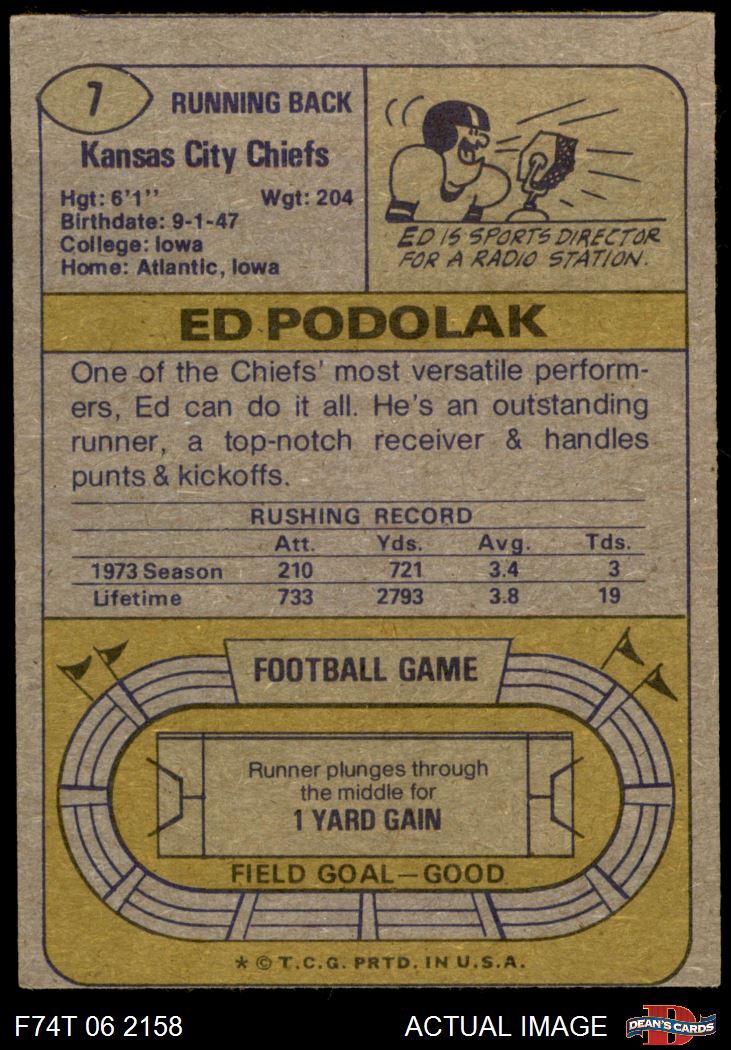 7
RUNNING BACK
Kansas City Chiefs
Hgt: 6'1'' Wgt: 204
Birthdate: 9-1-47
College: Iowa
Home: Atlantic, Iowa
ED IS SPORTS DIRECTOR
FOR A RADIO STATION.
ED PODOLAK
One of the Chiefs' most versatile perform-
ers, Ed can do it all. He's an outstanding
runner, a top-notch receiver & handles
punts & kickoffs.
RUSHING RECORD
Att. Yds. Avg. Tds.
1973 Season 210 721 3.4 3
Lifetime 733 2793 3.8 19
FOOTBALL GAME
Runner plunges through
the middle for
1 YARD GAIN
FIELD GOAL—GOOD
* © T.C.G. PRTD. IN U.S.A.
F74T 06 2158 ACTUAL IMAGE
D
DEAN'S CARDS